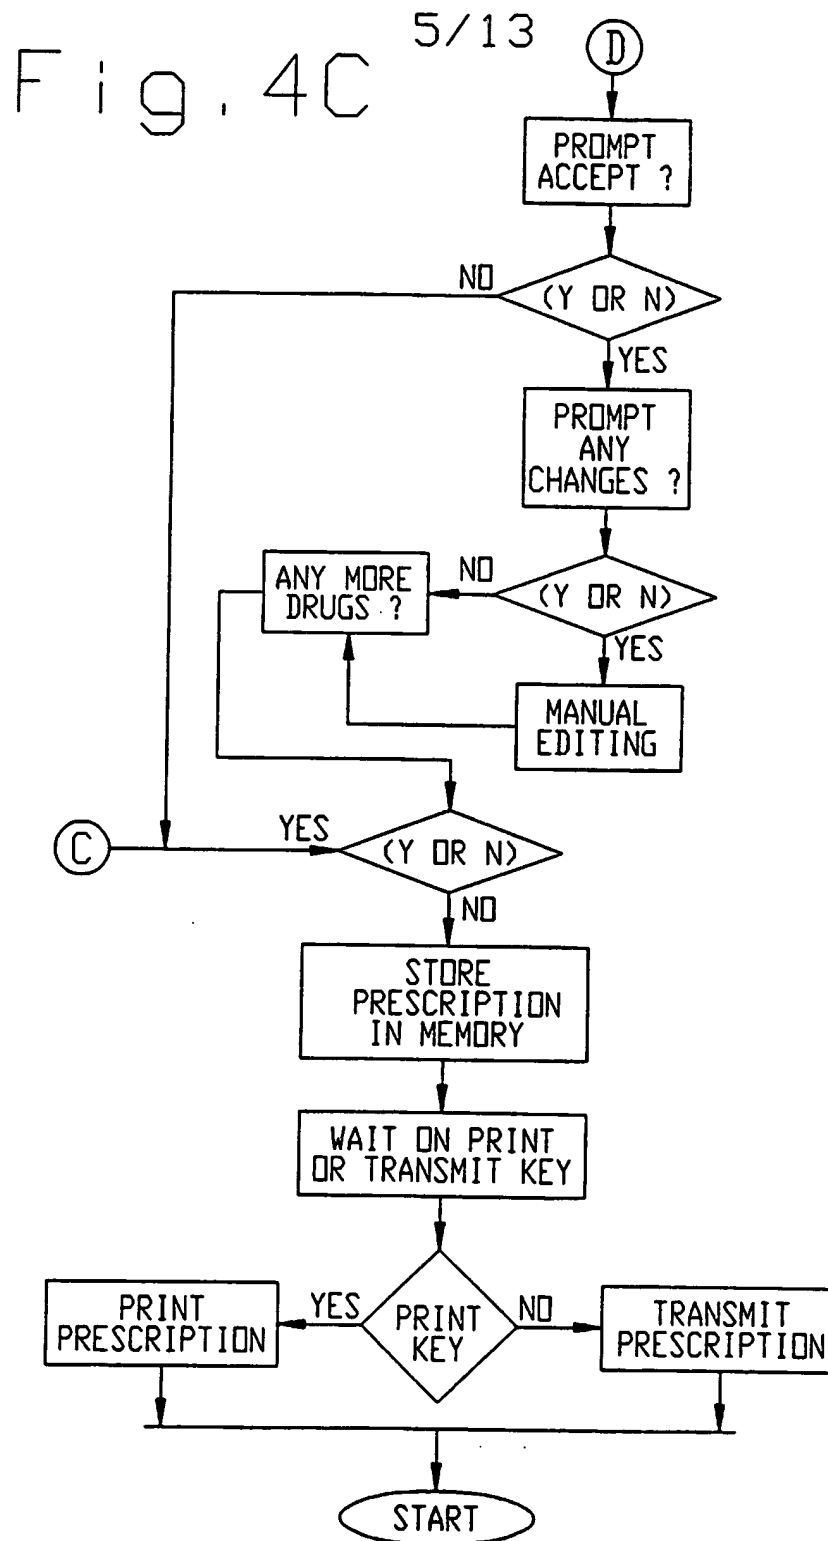 5/13
Fig. 4C
D
PROMPT
ACCEPT ?
NO
(Y OR N)
YES
PROMPT
ANY
CHANGES ?
ANY MORE
DRUGS ?
NO
(Y OR N)
YES
MANUAL
EDITING
C
YES
(Y OR N)
NO
STORE
PRESCRIPTION
IN MEMORY
WAIT ON PRINT
OR TRANSMIT KEY
PRINT
PRESCRIPTION
YES
PRINT
KEY
NO
TRANSMIT
PRESCRIPTION
START